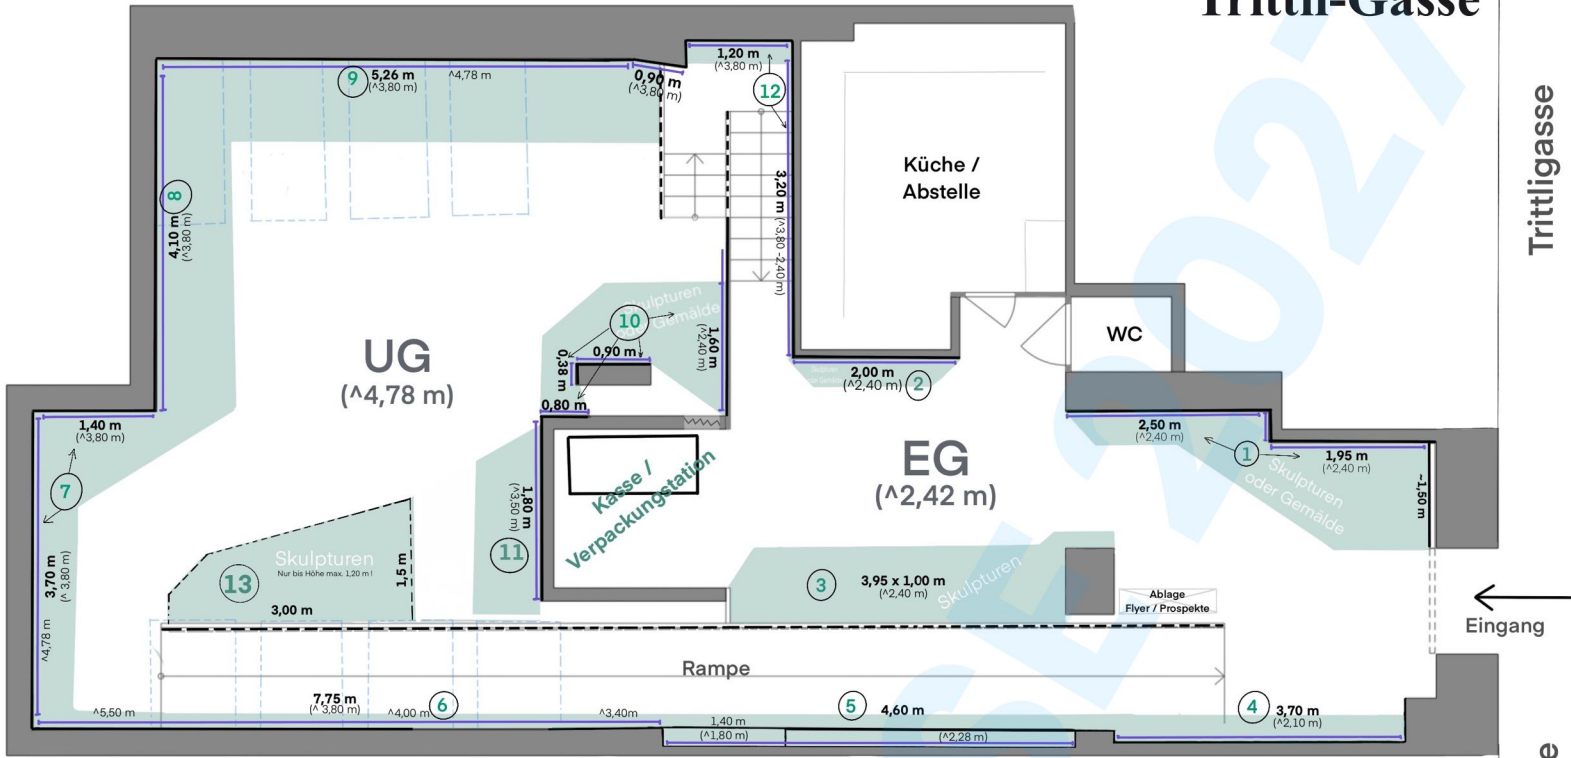 Trittli-Gasse
Trittligasse
1,20 m
(^3,80 m)
9
5,26 m
(^3,80 m)
^4,78 m
0,90 m
(^3,80 m)
12
3,20 m (^3,80 -2,40 m)
Küche /
Abstelle
8
4,10 m
(^3,80 m)
Skulpturen
oder Gemälde
10
0,90 m
0,38 m
0,80 m
1,60 m
(^2,40 m)
UG
(^4,78 m)
WC
Skulpturen
oder Gemälde
2,00 m
(^2,40 m)
2
1,40 m
(^3,80 m)
7
3,70 m
(^ 3,80 m)
^4,78 m
2,50 m
(^2,40 m)
1
1,95 m
(^2,40 m)
~1,50 m
Skulpturen
oder Gemälde
EG
(^2,42 m)
Kasse /
Verpackungstation
1,80 m
(^3,50 m)
11
Skulpturen
Nur bis Höhe max. 1,20 m !
13
1,5 m
3,00 m
3
3,95 x 1,00 m
(^2,40 m)
Skulpturen
Ablage
Flyer / Prospekte
Eingang
Rampe
^5,50 m
7,75 m
(^ 3,80 m)
^4,00 m
6
^3,40m
1,40 m
(^1,80 m)
5
4,60 m
(^2,28 m)
4
3,70 m
(^2,10 m)
SE 2027
e